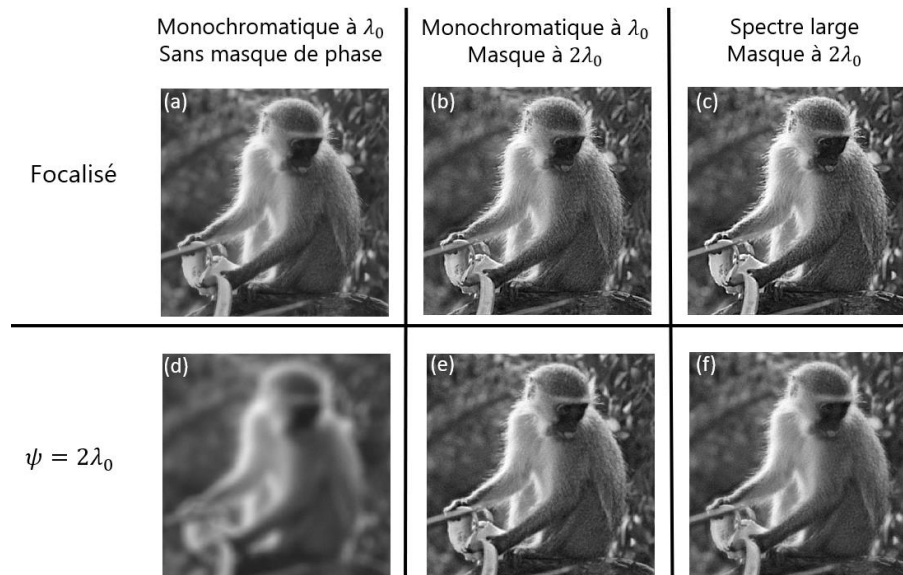 Monochromatique à λ₀
Sans masque de phase
Monochromatique à λ₀
Masque à 2λ₀
Spectre large
Masque à 2λ₀
Focalisé
(a)
(b)
(c)
ψ = 2λ₀
(d)
(e)
(f)